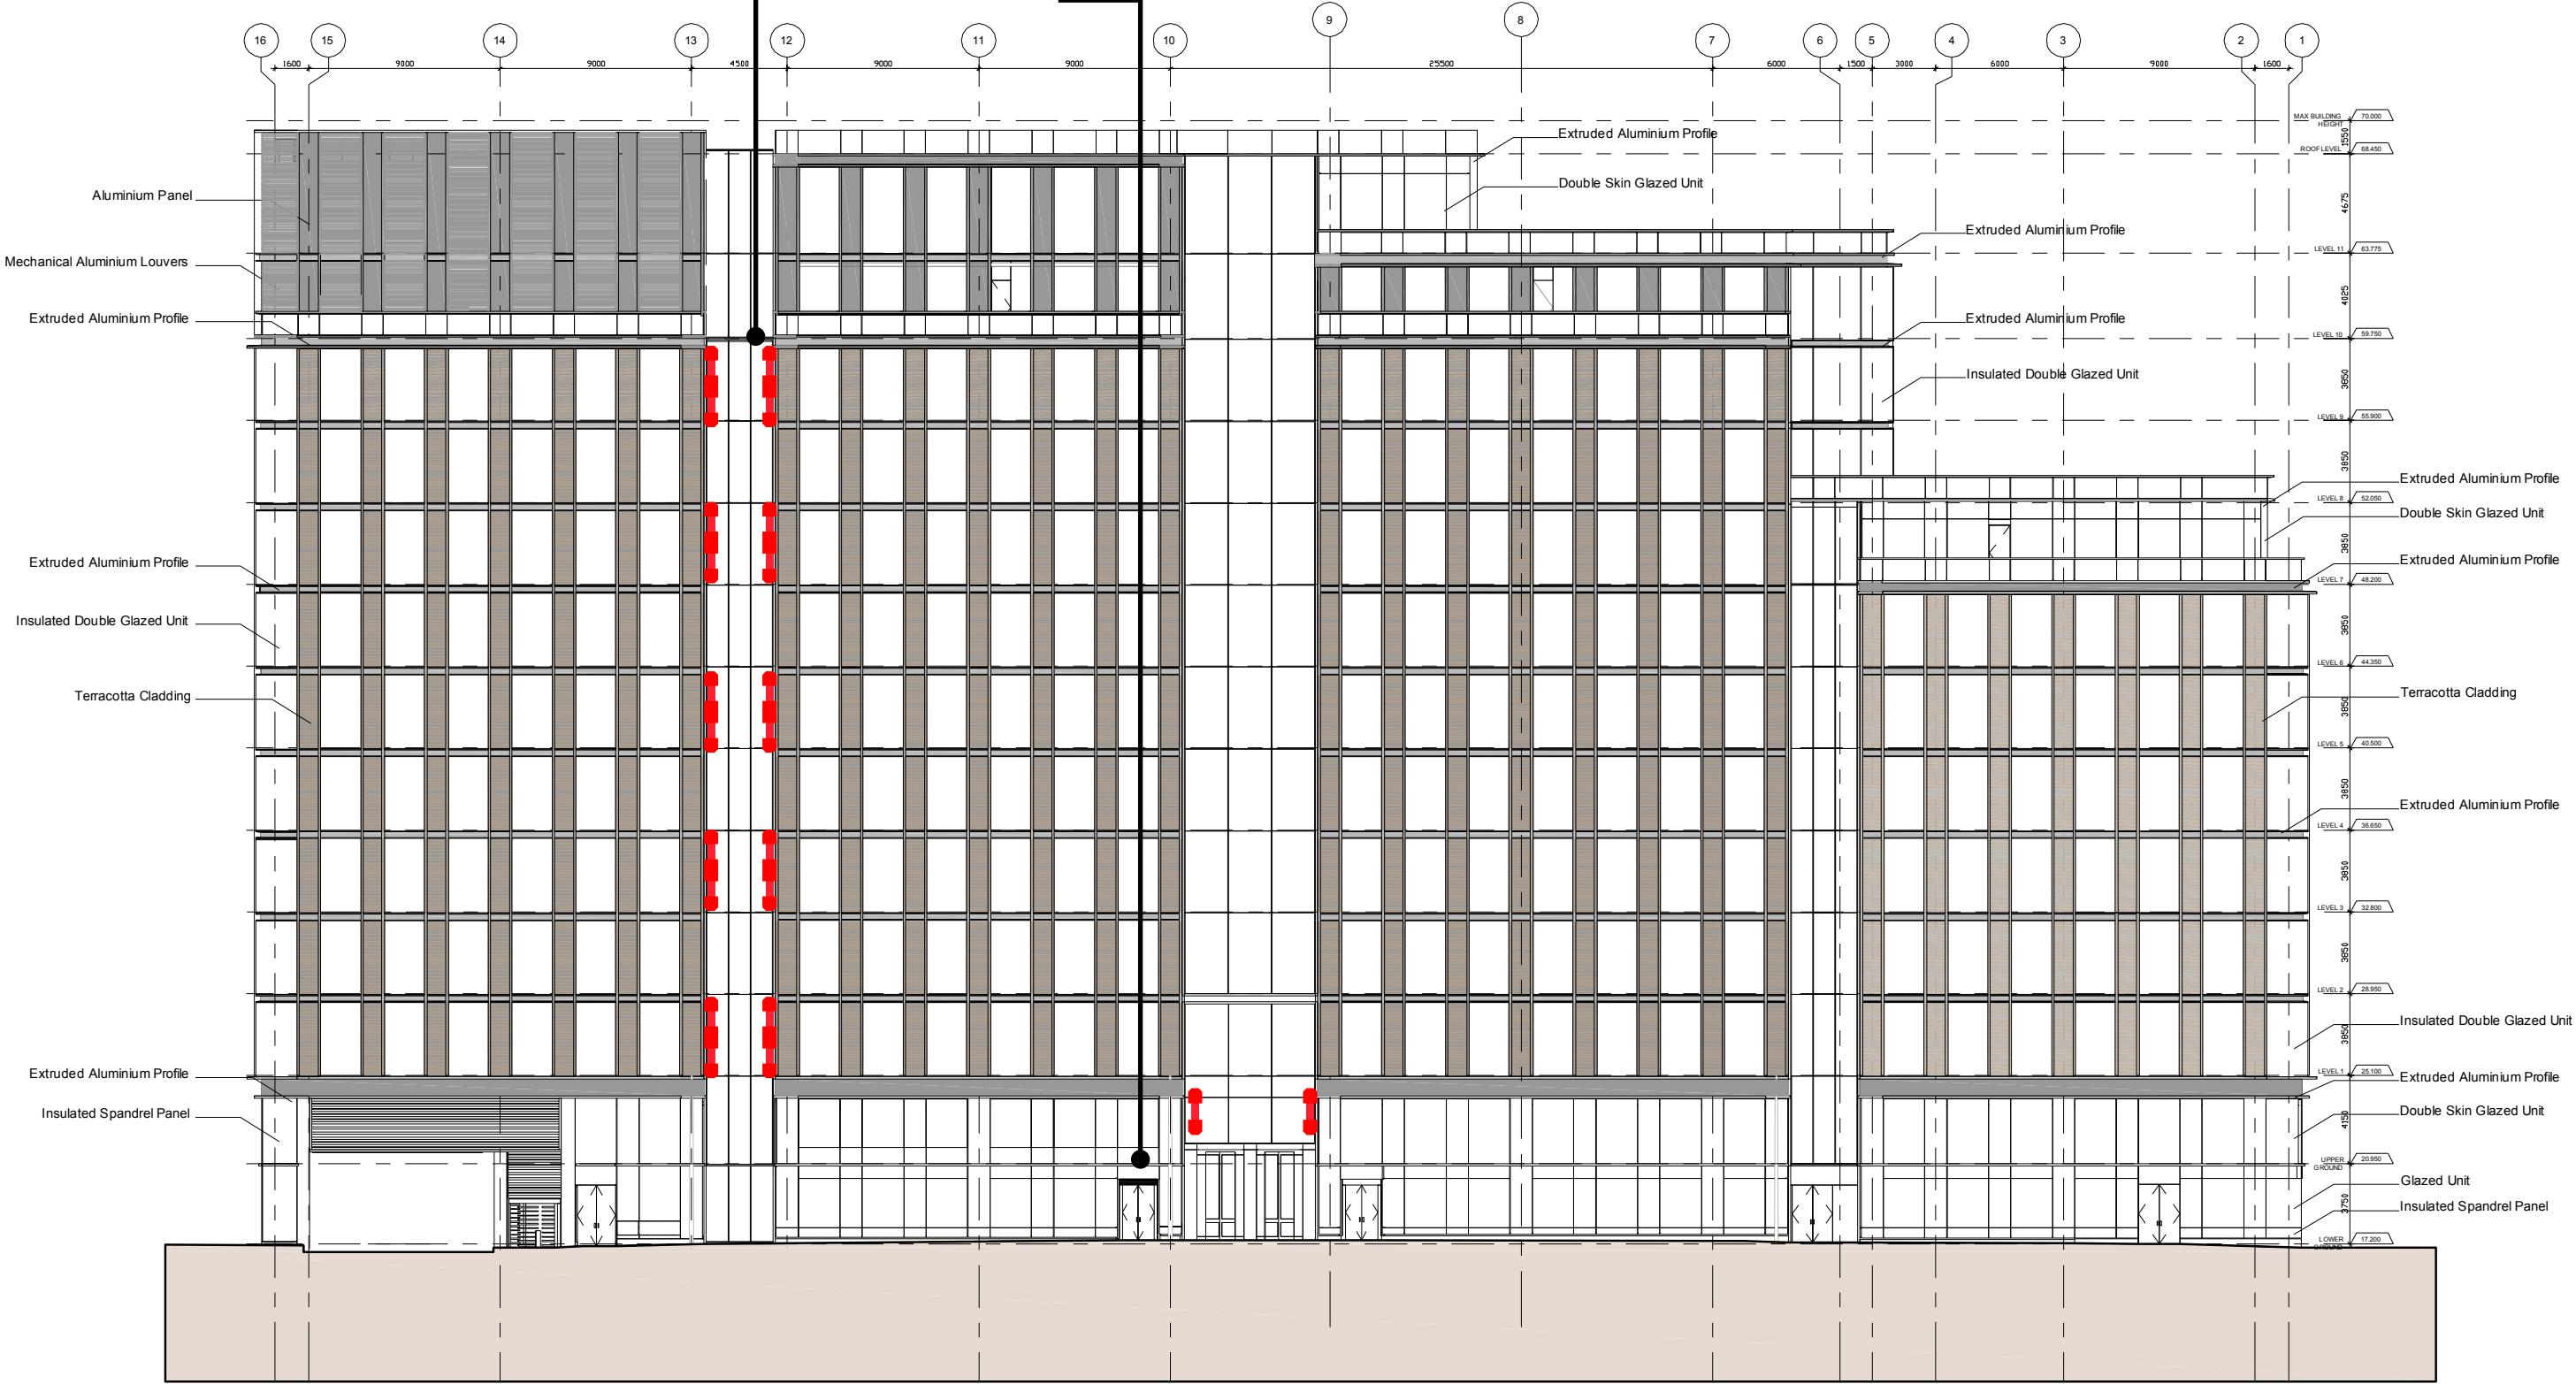 16 15 14 13 12 11 10 9 8 7 6 5 4 3 2 1
1600 9000 9000 4500 9000 9000 25500 6000 1500 3000 6000 9000 1600
Aluminium Panel
Mechanical Aluminium Louvers
Extruded Aluminium Profile
Extruded Aluminium Profile
Insulated Double Glazed Unit
Terracotta Cladding
Extruded Aluminium Profile
Insulated Spandrel Panel
Extruded Aluminium Profile
Double Skin Glazed Unit
Extruded Aluminium Profile
Extruded Aluminium Profile
Insulated Double Glazed Unit
Extruded Aluminium Profile
Double Skin Glazed Unit
Extruded Aluminium Profile
Terracotta Cladding
Extruded Aluminium Profile
Insulated Double Glazed Unit
Extruded Aluminium Profile
Double Skin Glazed Unit
Glazed Unit
Insulated Spandrel Panel
MAX BUILDING 70.000
HEIGHT
1550
ROOF LEVEL 68.450
4675
LEVEL 11 63.775
4025
LEVEL 10 59.750
3850
LEVEL 9 55.900
3850
LEVEL 8 52.050
3850
LEVEL 7 48.200
3850
LEVEL 6 44.350
3850
LEVEL 5 40.500
3850
LEVEL 4 36.650
3850
LEVEL 3 32.800
3850
LEVEL 2 28.950
3850
LEVEL 1 25.100
4150
UPPER 20.950
GROUND
3750
LOWER 17.200
GROUND